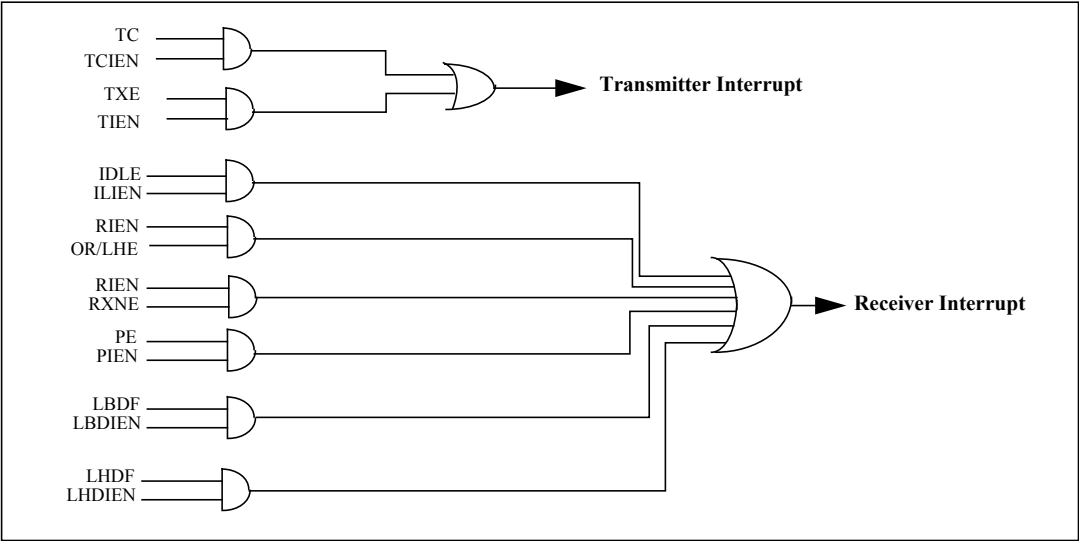 TC
TCIEN
TXE
TIEN
Transmitter Interrupt
IDLE
ILIEN
RIEN
OR/LHE
RIEN
RXNE
Receiver Interrupt
PE
PIEN
LBDF
LBDIEN
LHDF
LHDIEN